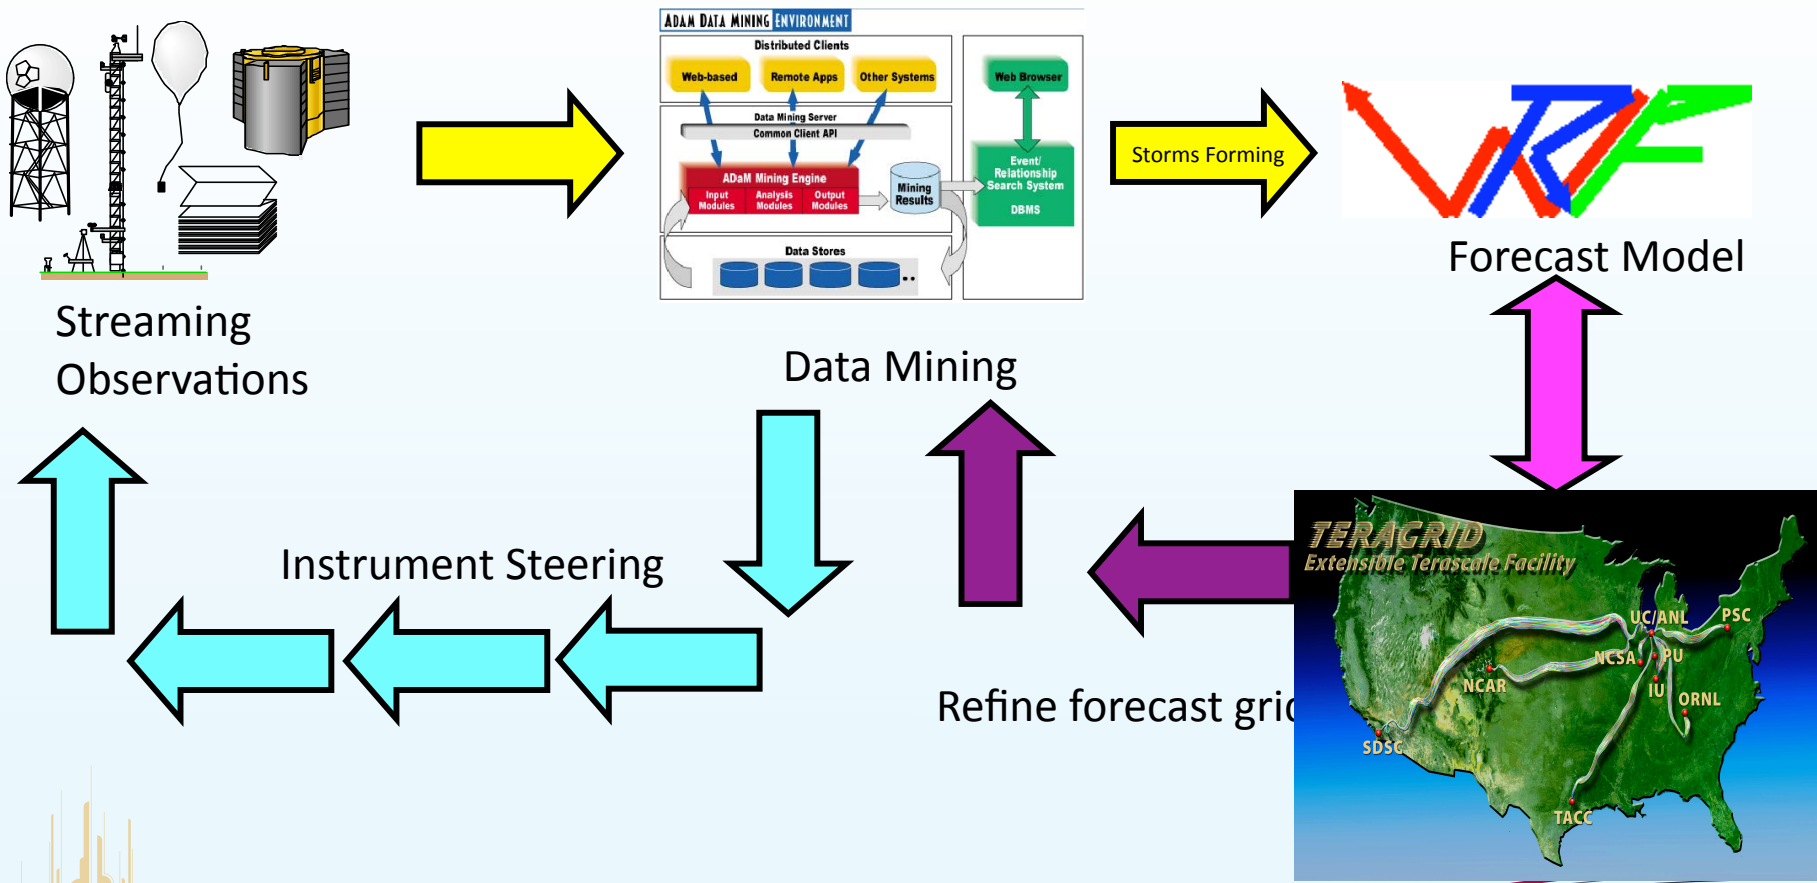 ADAM DATA MINING ENVIRONMENT
Distributed Clients
Web-based
Remote Apps
Other Systems
Web Browser
Data Mining Server
Common Client API
ADaM Mining Engine
Input
Modules
Analysis
Modules
Output
Modules
Mining
Results
Event/
Relationship
Search System
DBMS
Data Stores
Storms Forming
WRF
Forecast Model
Streaming
Observations
Data Mining
Instrument Steering
Refine forecast grid
TERAGRID
Extensible Terascale Facility
UC/ANL
PSC
NCSA
PU
NCAR
IU
ORNL
SDSC
TACC